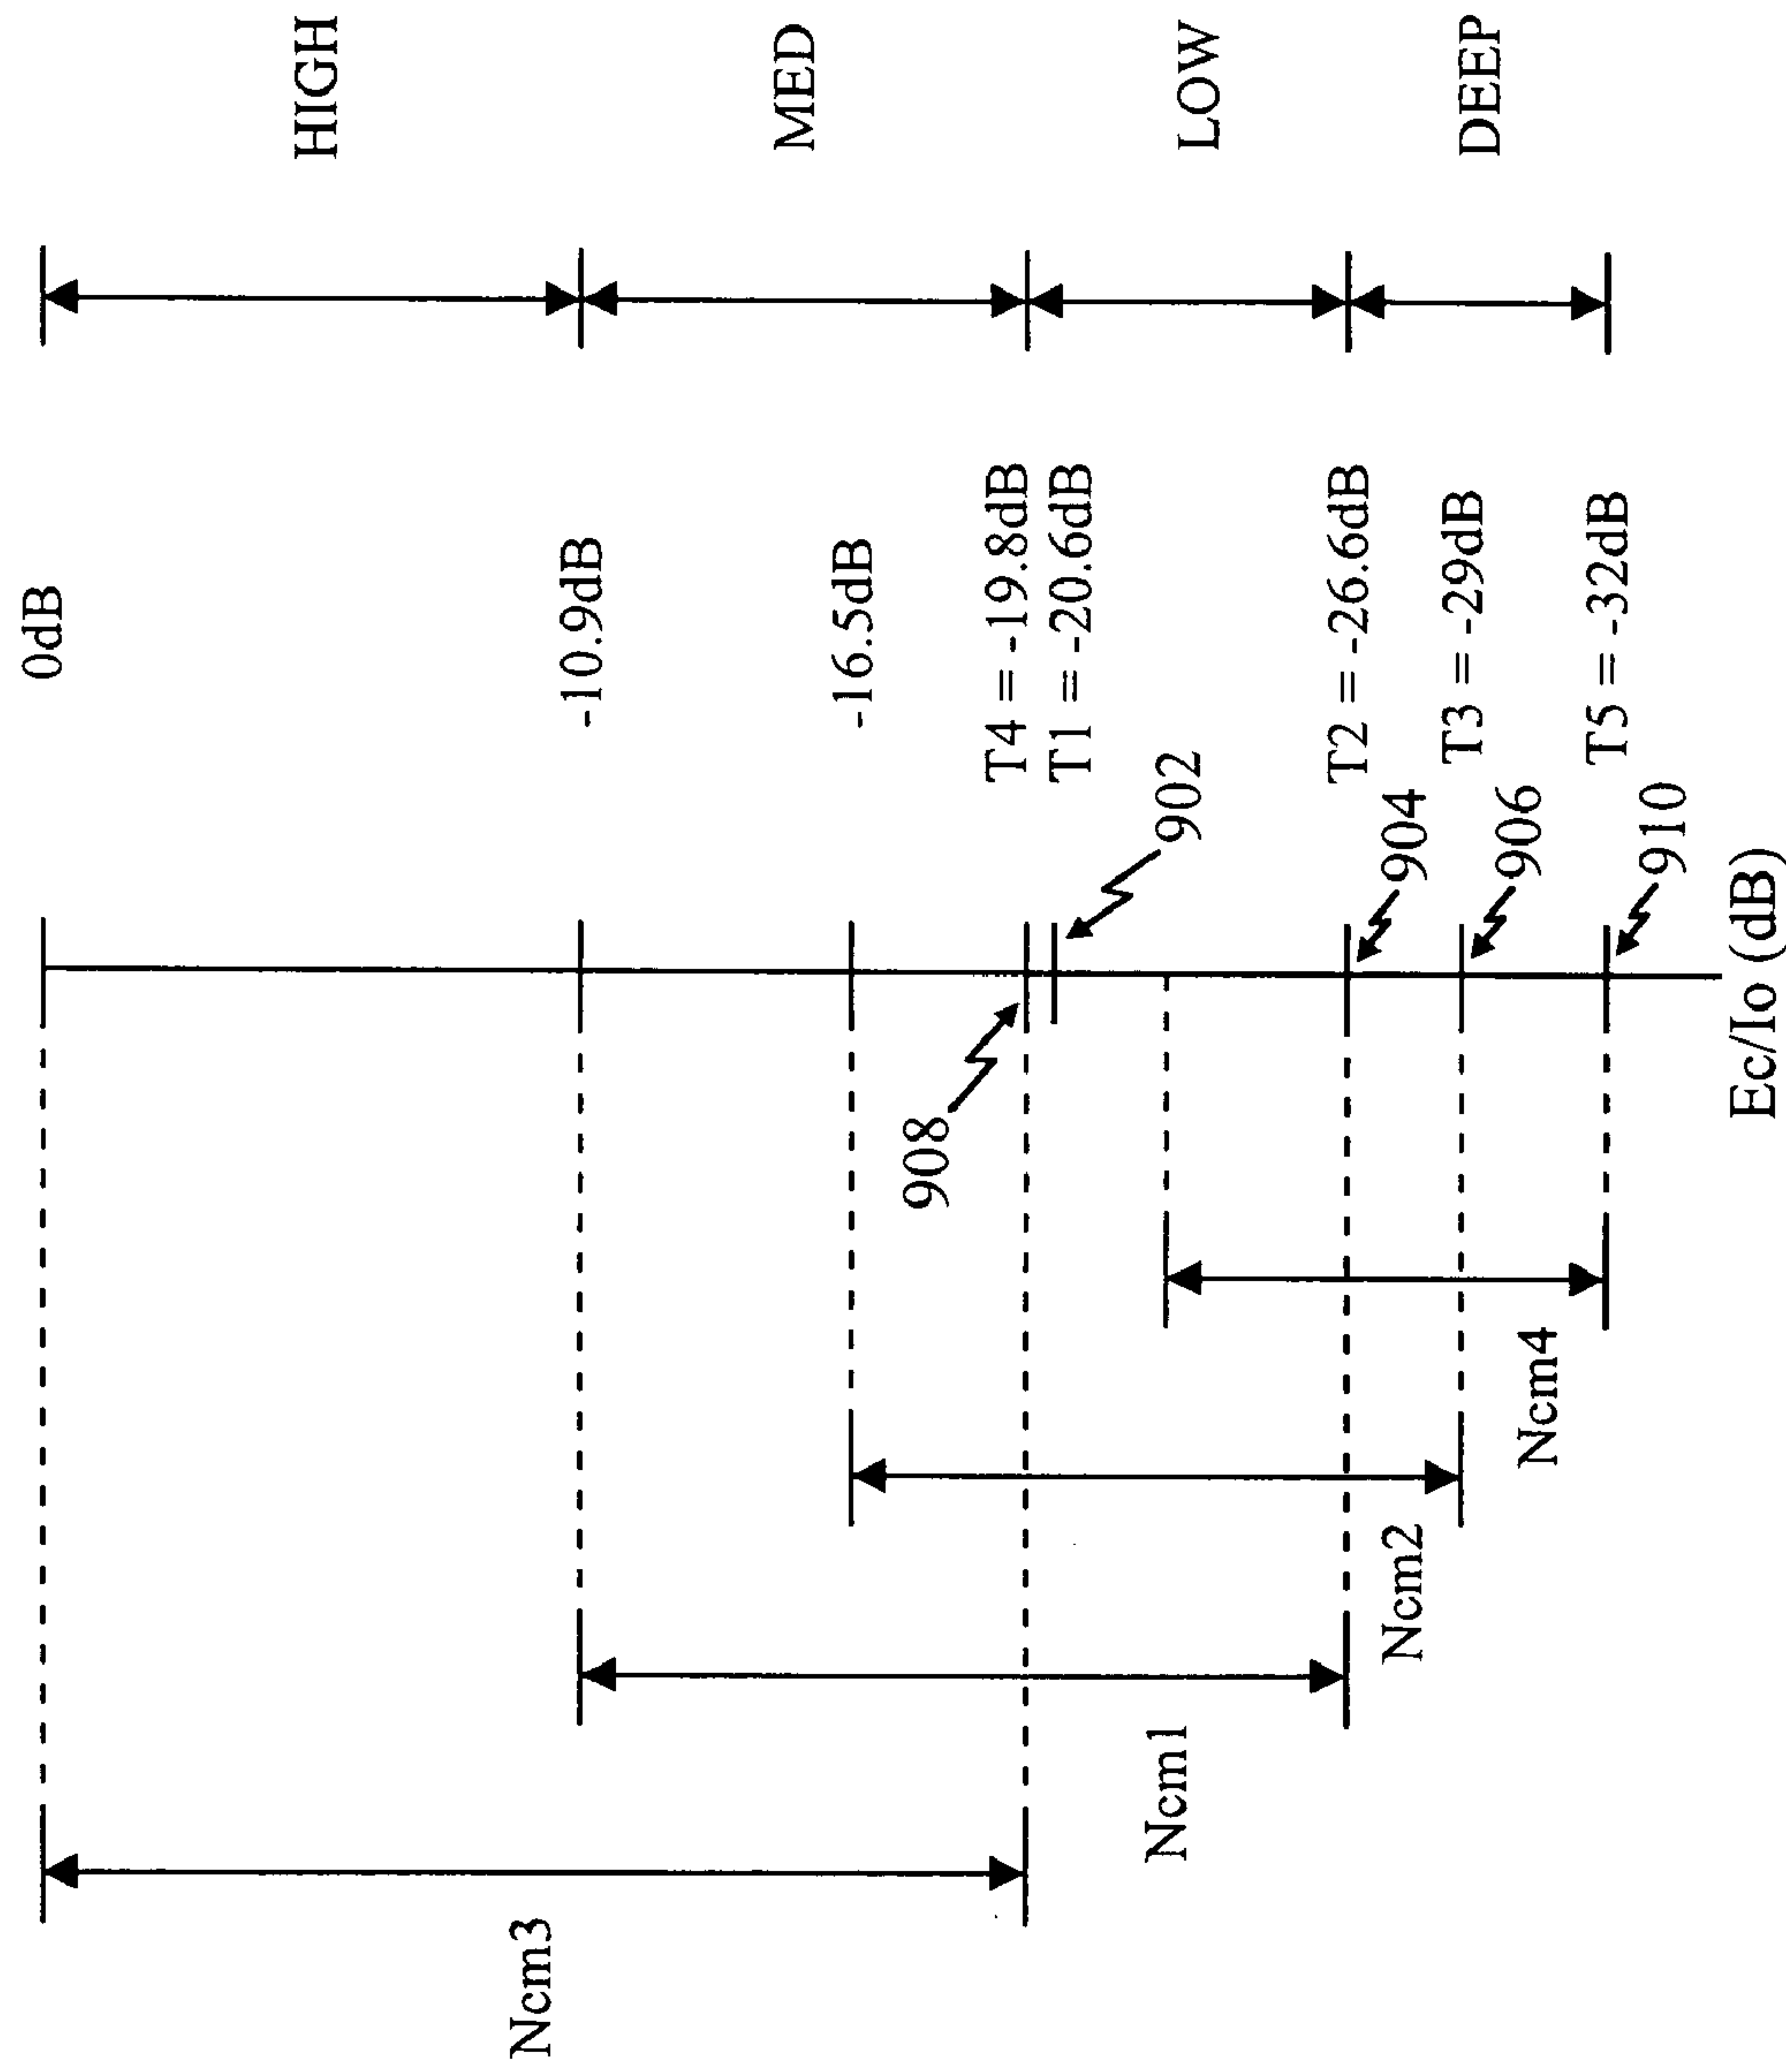 HIGH
MED
LOW
DEEP
0dB
-10.9dB
-16.5dB
T4 = -19.8dB
T1 = -20.6dB
T2 = -26.6dB
T3 = -29dB
T5 = -32dB
902
904
906
910
908
Ec/Io (dB)
Ncm4
Ncm2
Ncm1
Ncm3